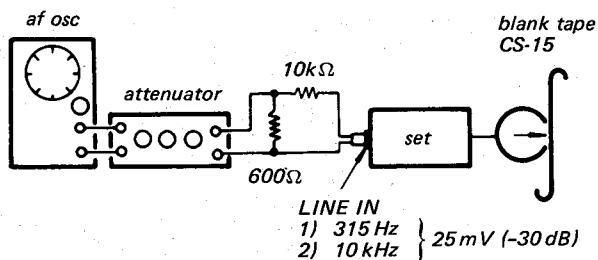 af osc
blank tape
CS-15
attenuator
10kΩ
set
600Ω
LINE IN
1) 315 Hz
2) 10 kHz
25 mV (-30 dB)